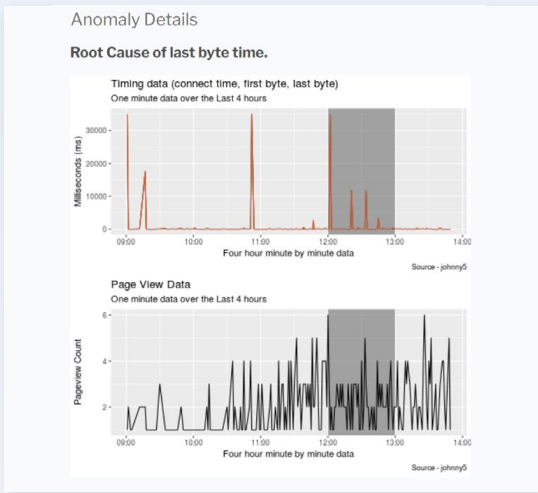 Anomaly Details
Root Cause of last byte time.
Timing data (connect time, first byte, last byte)
One minute data over the Last 4 hours
Milliseconds (ms)
30000
20000
10000
0
09:00 10:00 11:00 12:00 13:00 14:00
Four hour minute by minute data
Source - johnny5
Page View Data
One minute data over the Last 4 hours
Pageview Count
6
4
2
09:00 10:00 11:00 12:00 13:00 14:00
Four hour minute by minute data
Source - johnny5